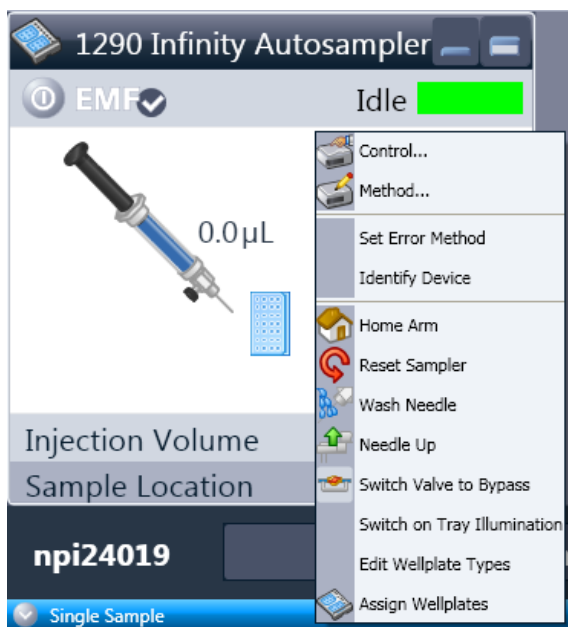 1290 Infinity Autosampler
EMF Idle
Control...
Method...
0.0 µL
Set Error Method
Identify Device
Home Arm
Reset Sampler
Wash Needle
Needle Up
Switch Valve to Bypass
Switch on Tray Illumination
Edit Wellplate Types
Assign Wellplates
Injection Volume
Sample Location
npi24019
Single Sample